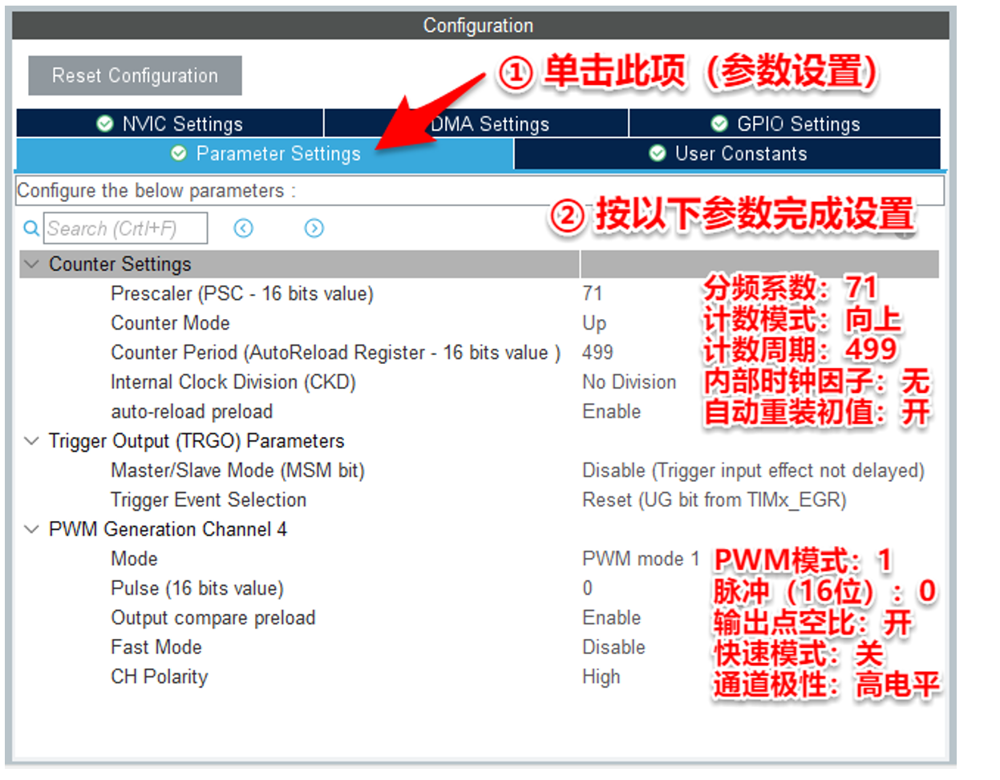 Configuration
Reset Configuration
① 单击此项（参数设置）
NVIC Settings
DMA Settings
GPIO Settings
Parameter Settings
User Constants
Configure the below parameters :
② 按以下参数完成设置
Search (Crtl+F)
Counter Settings
Prescaler (PSC - 16 bits value) 71 分频系数：71
Counter Mode Up 计数模式：向上
Counter Period (AutoReload Register - 16 bits value ) 499 计数周期：499
Internal Clock Division (CKD) No Division 内部时钟因子：无
auto-reload preload Enable 自动重装初值：开
Trigger Output (TRGO) Parameters
Master/Slave Mode (MSM bit) Disable (Trigger input effect not delayed)
Trigger Event Selection Reset (UG bit from TIMx_EGR)
PWM Generation Channel 4
Mode PWM mode 1 PWM模式：1
Pulse (16 bits value) 0 脉冲（16位）：0
Output compare preload Enable 输出点空比：开
Fast Mode Disable 快速模式：关
CH Polarity High 通道极性：高电平